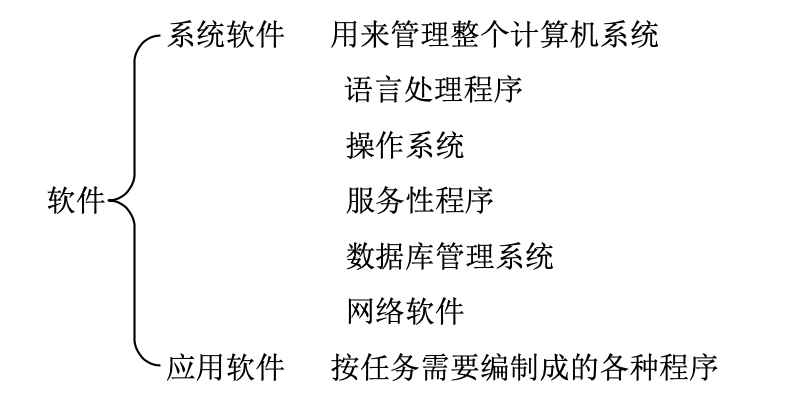 系统软件 用来管理整个计算机系统
语言处理程序
操作系统
软件 服务性程序
数据库管理系统
网络软件
应用软件 按任务需要编制成的各种程序